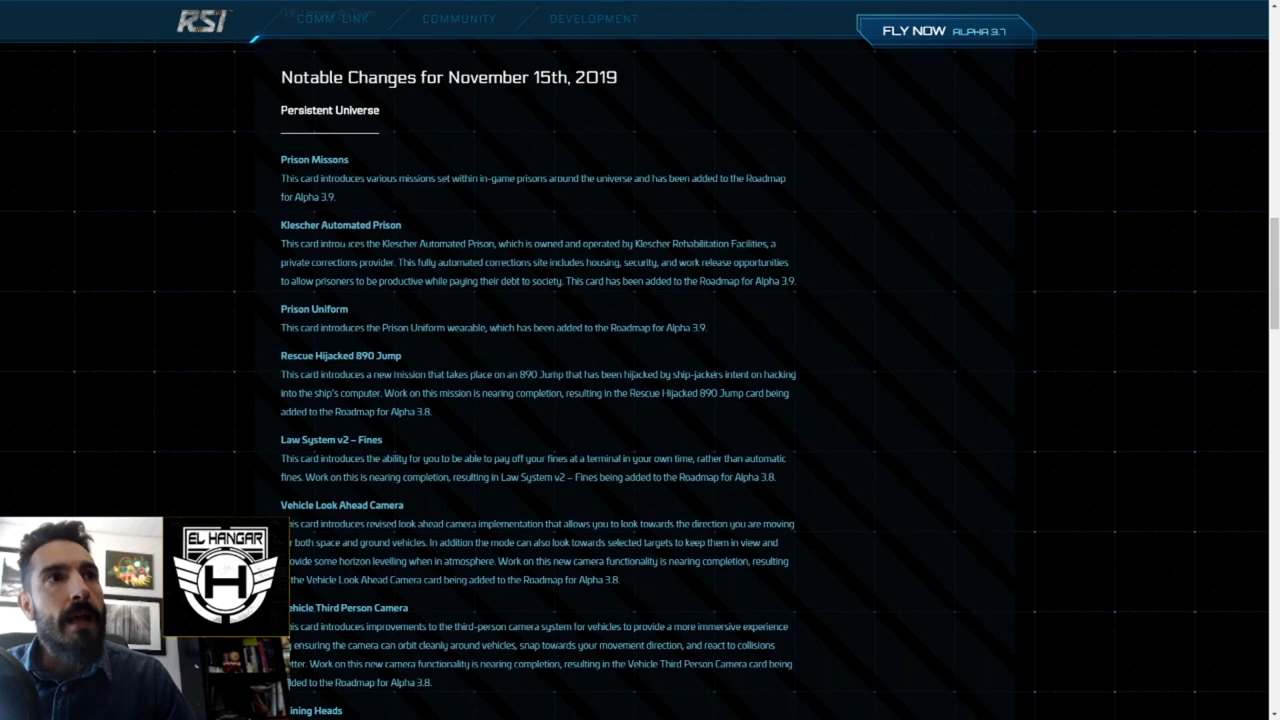 RSI
COMM-LINK
COMMUNITY
DEVELOPMENT
FLY NOW ALPHA 3.7
Notable Changes for November 15th, 2019
Persistent Universe
Prison Missons
This card introduces various missions set within in-game prisons around the universe and has been added to the Roadmap
for Alpha 3.9.
Klescher Automated Prison
This card introduces the Klescher Automated Prison, which is owned and operated by Klescher Rehabilitation Facilities, a
private corrections provider. This fully automated corrections site includes housing, security, and work release opportunities
to allow prisoners to be productive while paying their debt to society. This card has been added to the Roadmap for Alpha 3.9.
Prison Uniform
This card introduces the Prison Uniform wearable, which has been added to the Roadmap for Alpha 3.9.
Rescue Hijacked 890 Jump
This card introduces a new mission that takes place on an 890 Jump that has been hijacked by ship-jackers intent on hacking
into the ship's computer. Work on this mission is nearing completion, resulting in the Rescue Hijacked 890 Jump card being
added to the Roadmap for Alpha 3.8.
Law System v2 – Fines
This card introduces the ability for you to be able to pay off your fines at a terminal in your own time, rather than automatic
fines. Work on this is nearing completion, resulting in Law System v2 – Fines being added to the Roadmap for Alpha 3.8.
Vehicle Look Ahead Camera
is card introduces revised look ahead camera implementation that allows you to look towards the direction you are moving
both space and ground vehicles. In addition the mode can also look towards selected targets to keep them in view and
ovide some horizon levelling when in atmosphere. Work on this new camera functionality is nearing completion, resulting
the Vehicle Look Ahead Camera card being added to the Roadmap for Alpha 3.8.
ehicle Third Person Camera
is card introduces improvements to the third-person camera system for vehicles to provide a more immersive experience
ensuring the camera can orbit cleanly around vehicles, snap towards your movement direction, and react to collisions
tter. Work on this new camera functionality is nearing completion, resulting in the Vehicle Third Person Camera card being
ded to the Roadmap for Alpha 3.8.
ining Heads
EL HANGAR
H